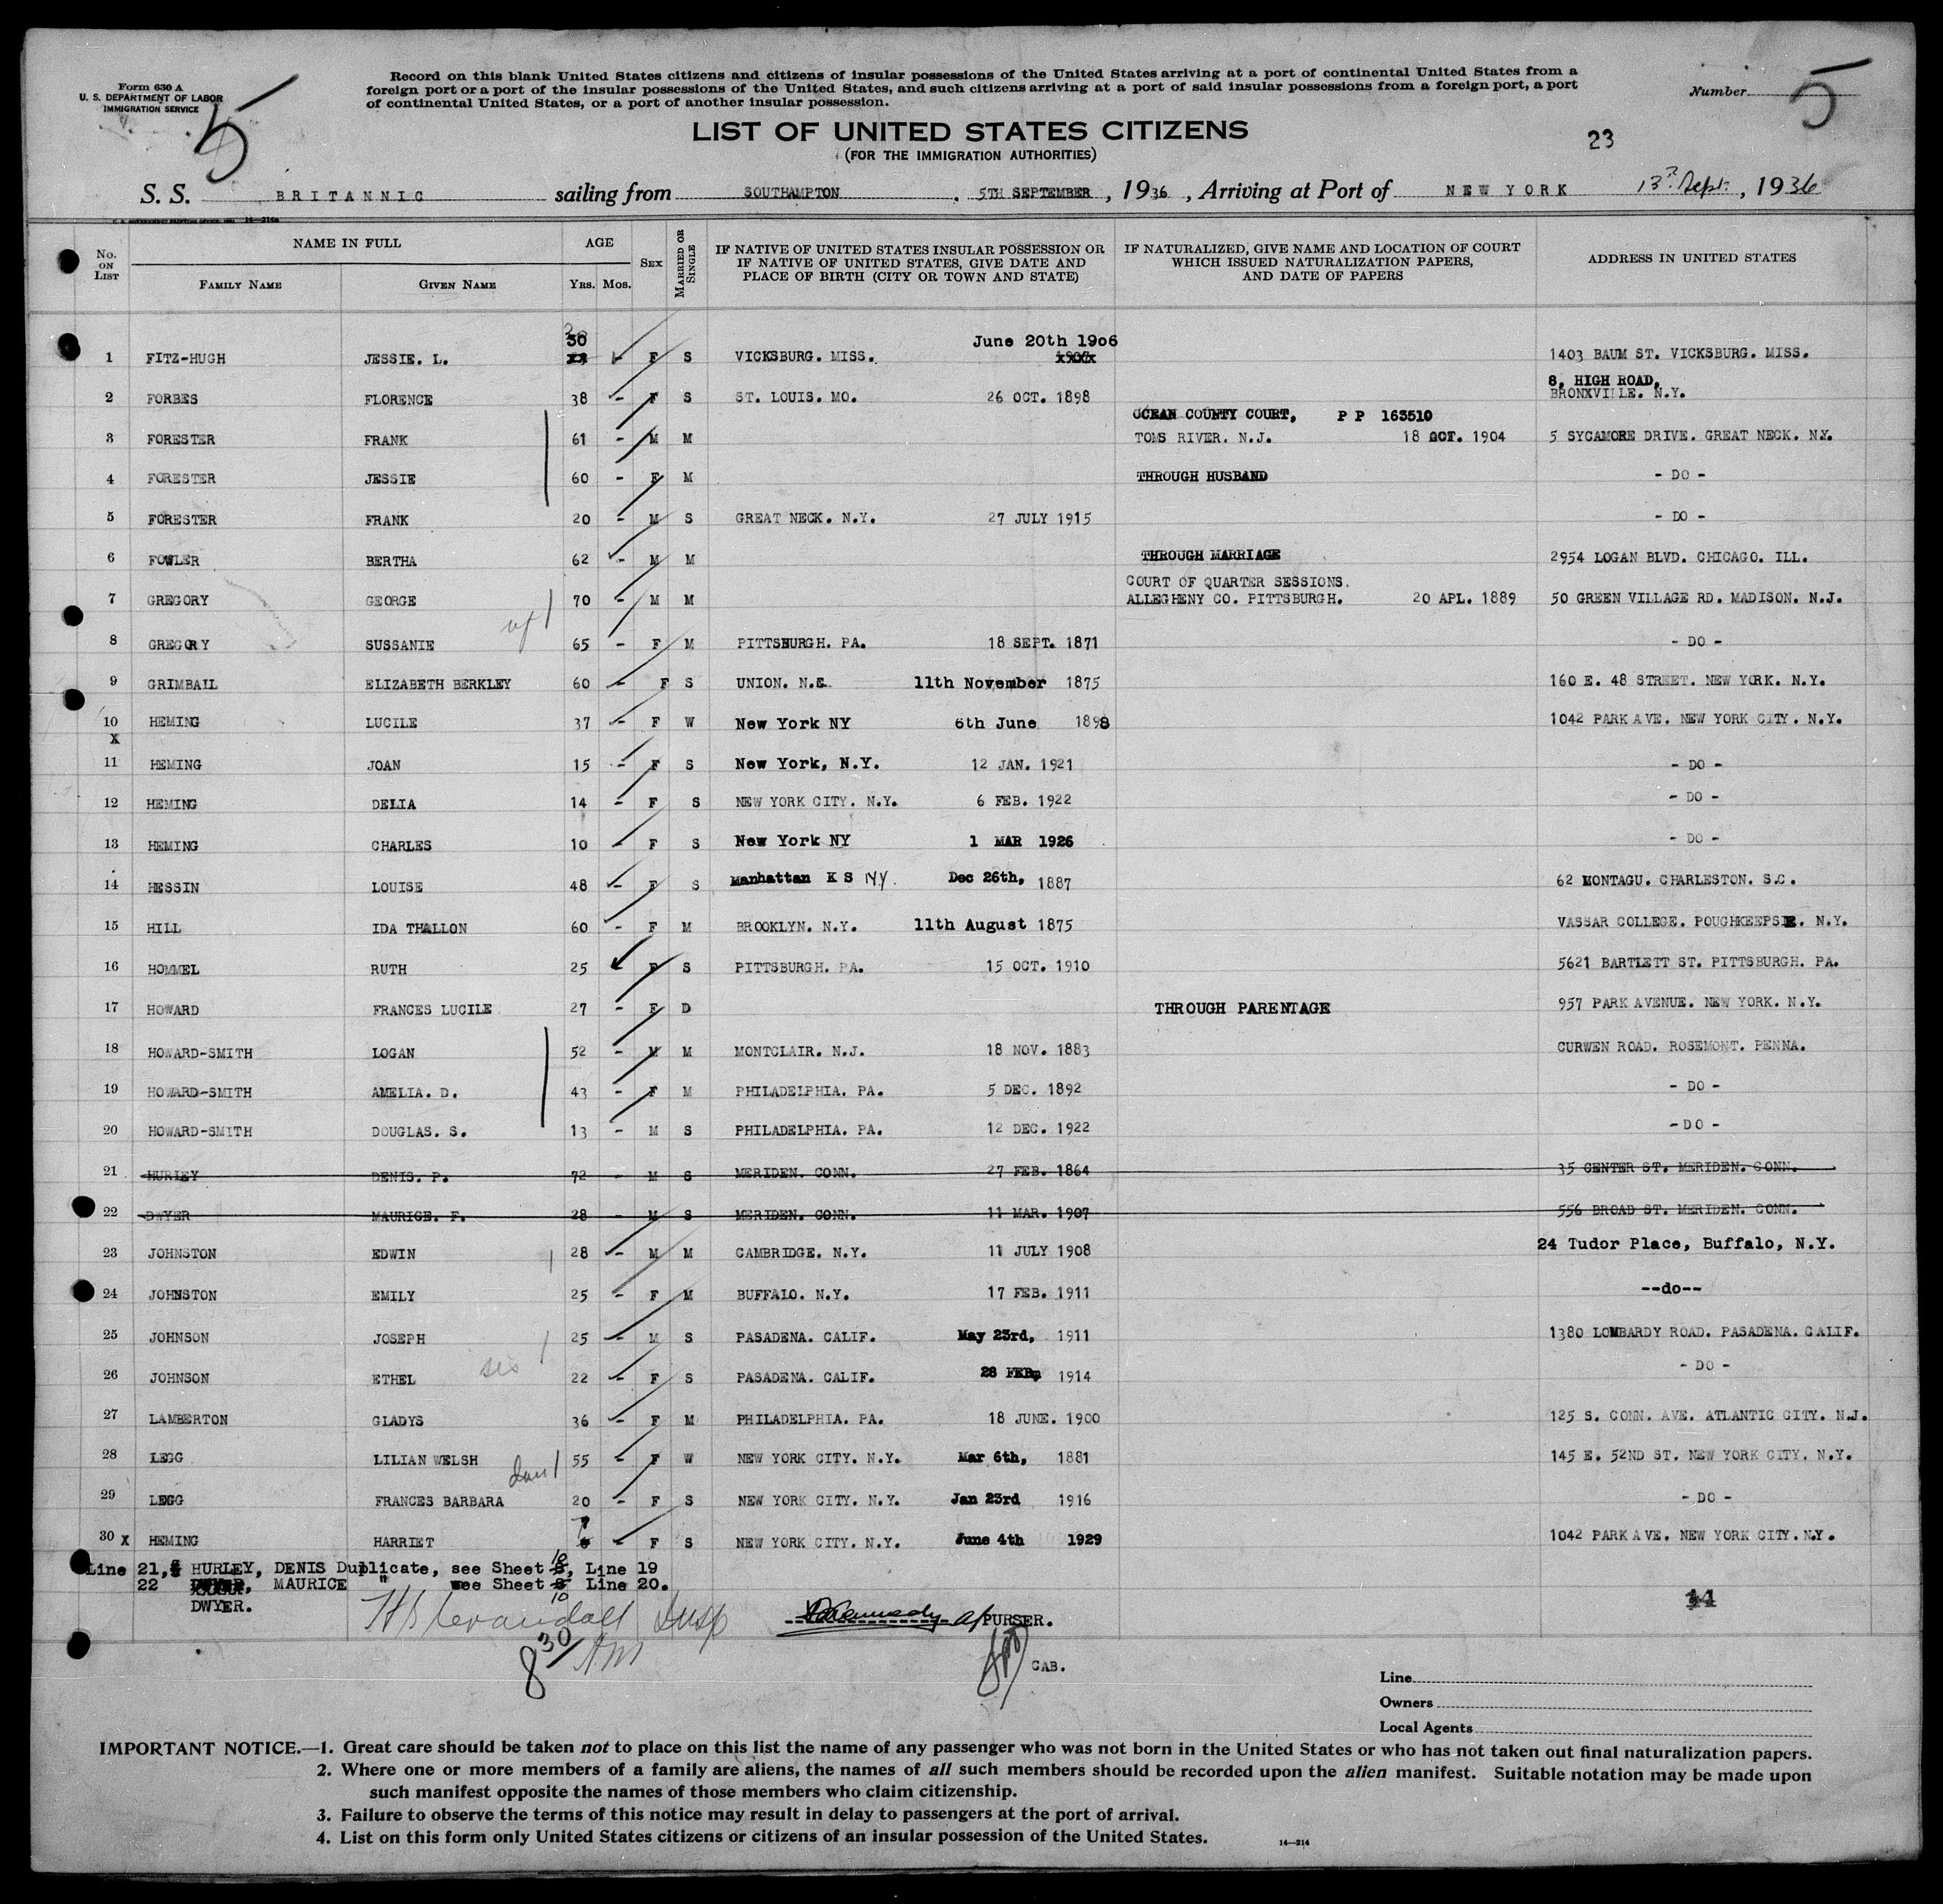 Form 630 A
U. S. DEPARTMENT OF LABOR
IMMIGRATION SERVICE
5
Record on this blank United States citizens and citizens of insular possessions of the United States arriving at a port of continental United States from a
foreign port or a port of the insular possessions of the United States, and such citizens arriving at a port of said insular possessions from a foreign port, a port
of continental United States, or a port of another insular possession.
Number 5
LIST OF UNITED STATES CITIZENS
(FOR THE IMMIGRATION AUTHORITIES)
23
S. S. BRITANNIC sailing from SOUTHAMPTON, 5TH SEPTEMBER, 1936, Arriving at Port of NEW YORK 13 Sept., 1936
No. ON LIST NAME IN FULL FAMILY NAME GIVEN NAME AGE YRS. MOS. SEX MARRIED OR SINGLE IF NATIVE OF UNITED STATES INSULAR POSSESSION OR IF NATIVE OF UNITED STATES, GIVE DATE AND PLACE OF BIRTH (CITY OR TOWN AND STATE) IF NATURALIZED, GIVE NAME AND LOCATION OF COURT WHICH ISSUED NATURALIZATION PAPERS, AND DATE OF PAPERS ADDRESS IN UNITED STATES
1 FITZ-HUGH JESSIE. L. 30 - F S VICKSBURG. MISS. June 20th 1906 1403 BAUM ST. VICKSBURG. MISS.
8, HIGH ROAD,
2 FORBES FLORENCE 38 - F S ST. LOUIS. MO. 26 OCT. 1898 BRONXVILLE. N.Y.
OCEAN COUNTY COURT, P P 163510
3 FORESTER FRANK 61 - M M TOMS RIVER. N.J. 18 OCT. 1904 5 SYCAMORE DRIVE. GREAT NECK. N.Y.
4 FORESTER JESSIE 60 - F M THROUGH HUSBAND - DO -
5 FORESTER FRANK 20 - M S GREAT NECK. N.Y. 27 JULY 1915 - DO -
6 FOWLER BERTHA 62 - M M THROUGH MARRIAGE 2954 LOGAN BLVD. CHICAGO. ILL.
COURT OF QUARTER SESSIONS.
7 GREGORY GEORGE 70 - M M ALLEGHENY CO. PITTSBURGH. 20 APL. 1889 50 GREEN VILLAGE RD. MADISON. N.J.
8 GREGORY SUSSANIE 65 - F M PITTSBURGH. PA. 18 SEPT. 1871 - DO -
9 GRIMBAIL ELIZABETH BERKLEY 60 - F S UNION. 11th November 1875 160 E. 48 STREET. NEW YORK. N.Y.
10 HEMING LUCILE 37 - F W New York NY 6th June 1898 1042 PARK AVE. NEW YORK CITY. N.Y.
X
11 HEMING JOAN 15 - F S New York, N.Y. 12 JAN. 1921 - DO -
12 HEMING DELIA 14 - F S NEW YORK CITY. N.Y. 6 FEB. 1922 - DO -
13 HEMING CHARLES 10 - F S New York NY 1 MAR 1926 - DO -
14 HESSIN LOUISE 48 - F S Manhattan K S NY. Dec 26th, 1887 62 MONTAGU. CHARLESTON. S.C.
15 HILL IDA THALLON 60 - F M BROOKLYN. N.Y. 11th August 1875 VASSAR COLLEGE. POUGHKEEPSIE. N.Y.
16 HOMMEL RUTH 25 F S PITTSBURGH. PA. 15 OCT. 1910 5621 BARTLETT ST. PITTSBURGH. PA.
17 HOWARD FRANCES LUCILE 27 - F D THROUGH PARENTAGE 957 PARK AVENUE. NEW YORK. N.Y.
18 HOWARD-SMITH LOGAN 52 - M M MONTCLAIR. N.J. 18 NOV. 1883 CURWEN ROAD. ROSEMONT. PENNA.
19 HOWARD-SMITH AMELIA. D. 43 - F M PHILADELPHIA. PA. 5 DEC. 1892 - DO -
20 HOWARD-SMITH DOUGLAS. S. 13 - M S PHILADELPHIA. PA. 12 DEC. 1922 - DO -
21 HURLEY DENIS. P. 72 - M S MERIDEN. CONN. 27 FEB. 1864 35 CENTER ST. MERIDEN. CONN.
22 DWYER MAURICE. F. 28 - M S MERIDEN. CONN. 11 MAR. 1907 556 BROAD ST. MERIDEN. CONN.
23 JOHNSTON EDWIN 28 - M M CAMBRIDGE. N.Y. 11 JULY 1908 24 Tudor Place, Buffalo, N.Y.
24 JOHNSTON EMILY 25 - F M BUFFALO. N.Y. 17 FEB. 1911 --do--
25 JOHNSON JOSEPH 25 - M S PASADENA. CALIF. May 23rd, 1911 1380 LOMBARDY ROAD. PASADENA. CALIF.
26 JOHNSON ETHEL sis 22 - F S PASADENA. CALIF. 28 FEB. 1914 - DO -
27 LAMBERTON GLADYS 36 - F M PHILADELPHIA. PA. 18 JUNE. 1900 125 S. CONN. AVE. ATLANTIC CITY. N.J.
28 LEGG LILIAN WELSH 55 - F W NEW YORK CITY. N.Y. Mar 6th, 1881 145 E. 52ND ST. NEW YORK CITY. N.Y.
29 LEGG FRANCES BARBARA 20 - F S NEW YORK CITY. N.Y. Jan 23rd 1916 - DO -
30 X HEMING HARRIET 7 - F S NEW YORK CITY. N.Y. June 4th 1929 1042 PARK AVE. NEW YORK CITY. N.Y.
Line 21, HURLEY, DENIS Duplicate, see Sheet 10, Line 19
22 MAURICE " see Sheet 10 Line 20.
DWYER.
PURSER.
8 30 AM
CAB.
Line
Owners
Local Agents
IMPORTANT NOTICE.—1. Great care should be taken not to place on this list the name of any passenger who was not born in the United States or who has not taken out final naturalization papers.
2. Where one or more members of a family are aliens, the names of all such members should be recorded upon the alien manifest. Suitable notation may be made upon
such manifest opposite the names of those members who claim citizenship.
3. Failure to observe the terms of this notice may result in delay to passengers at the port of arrival.
4. List on this form only United States citizens or citizens of an insular possession of the United States.
14—214